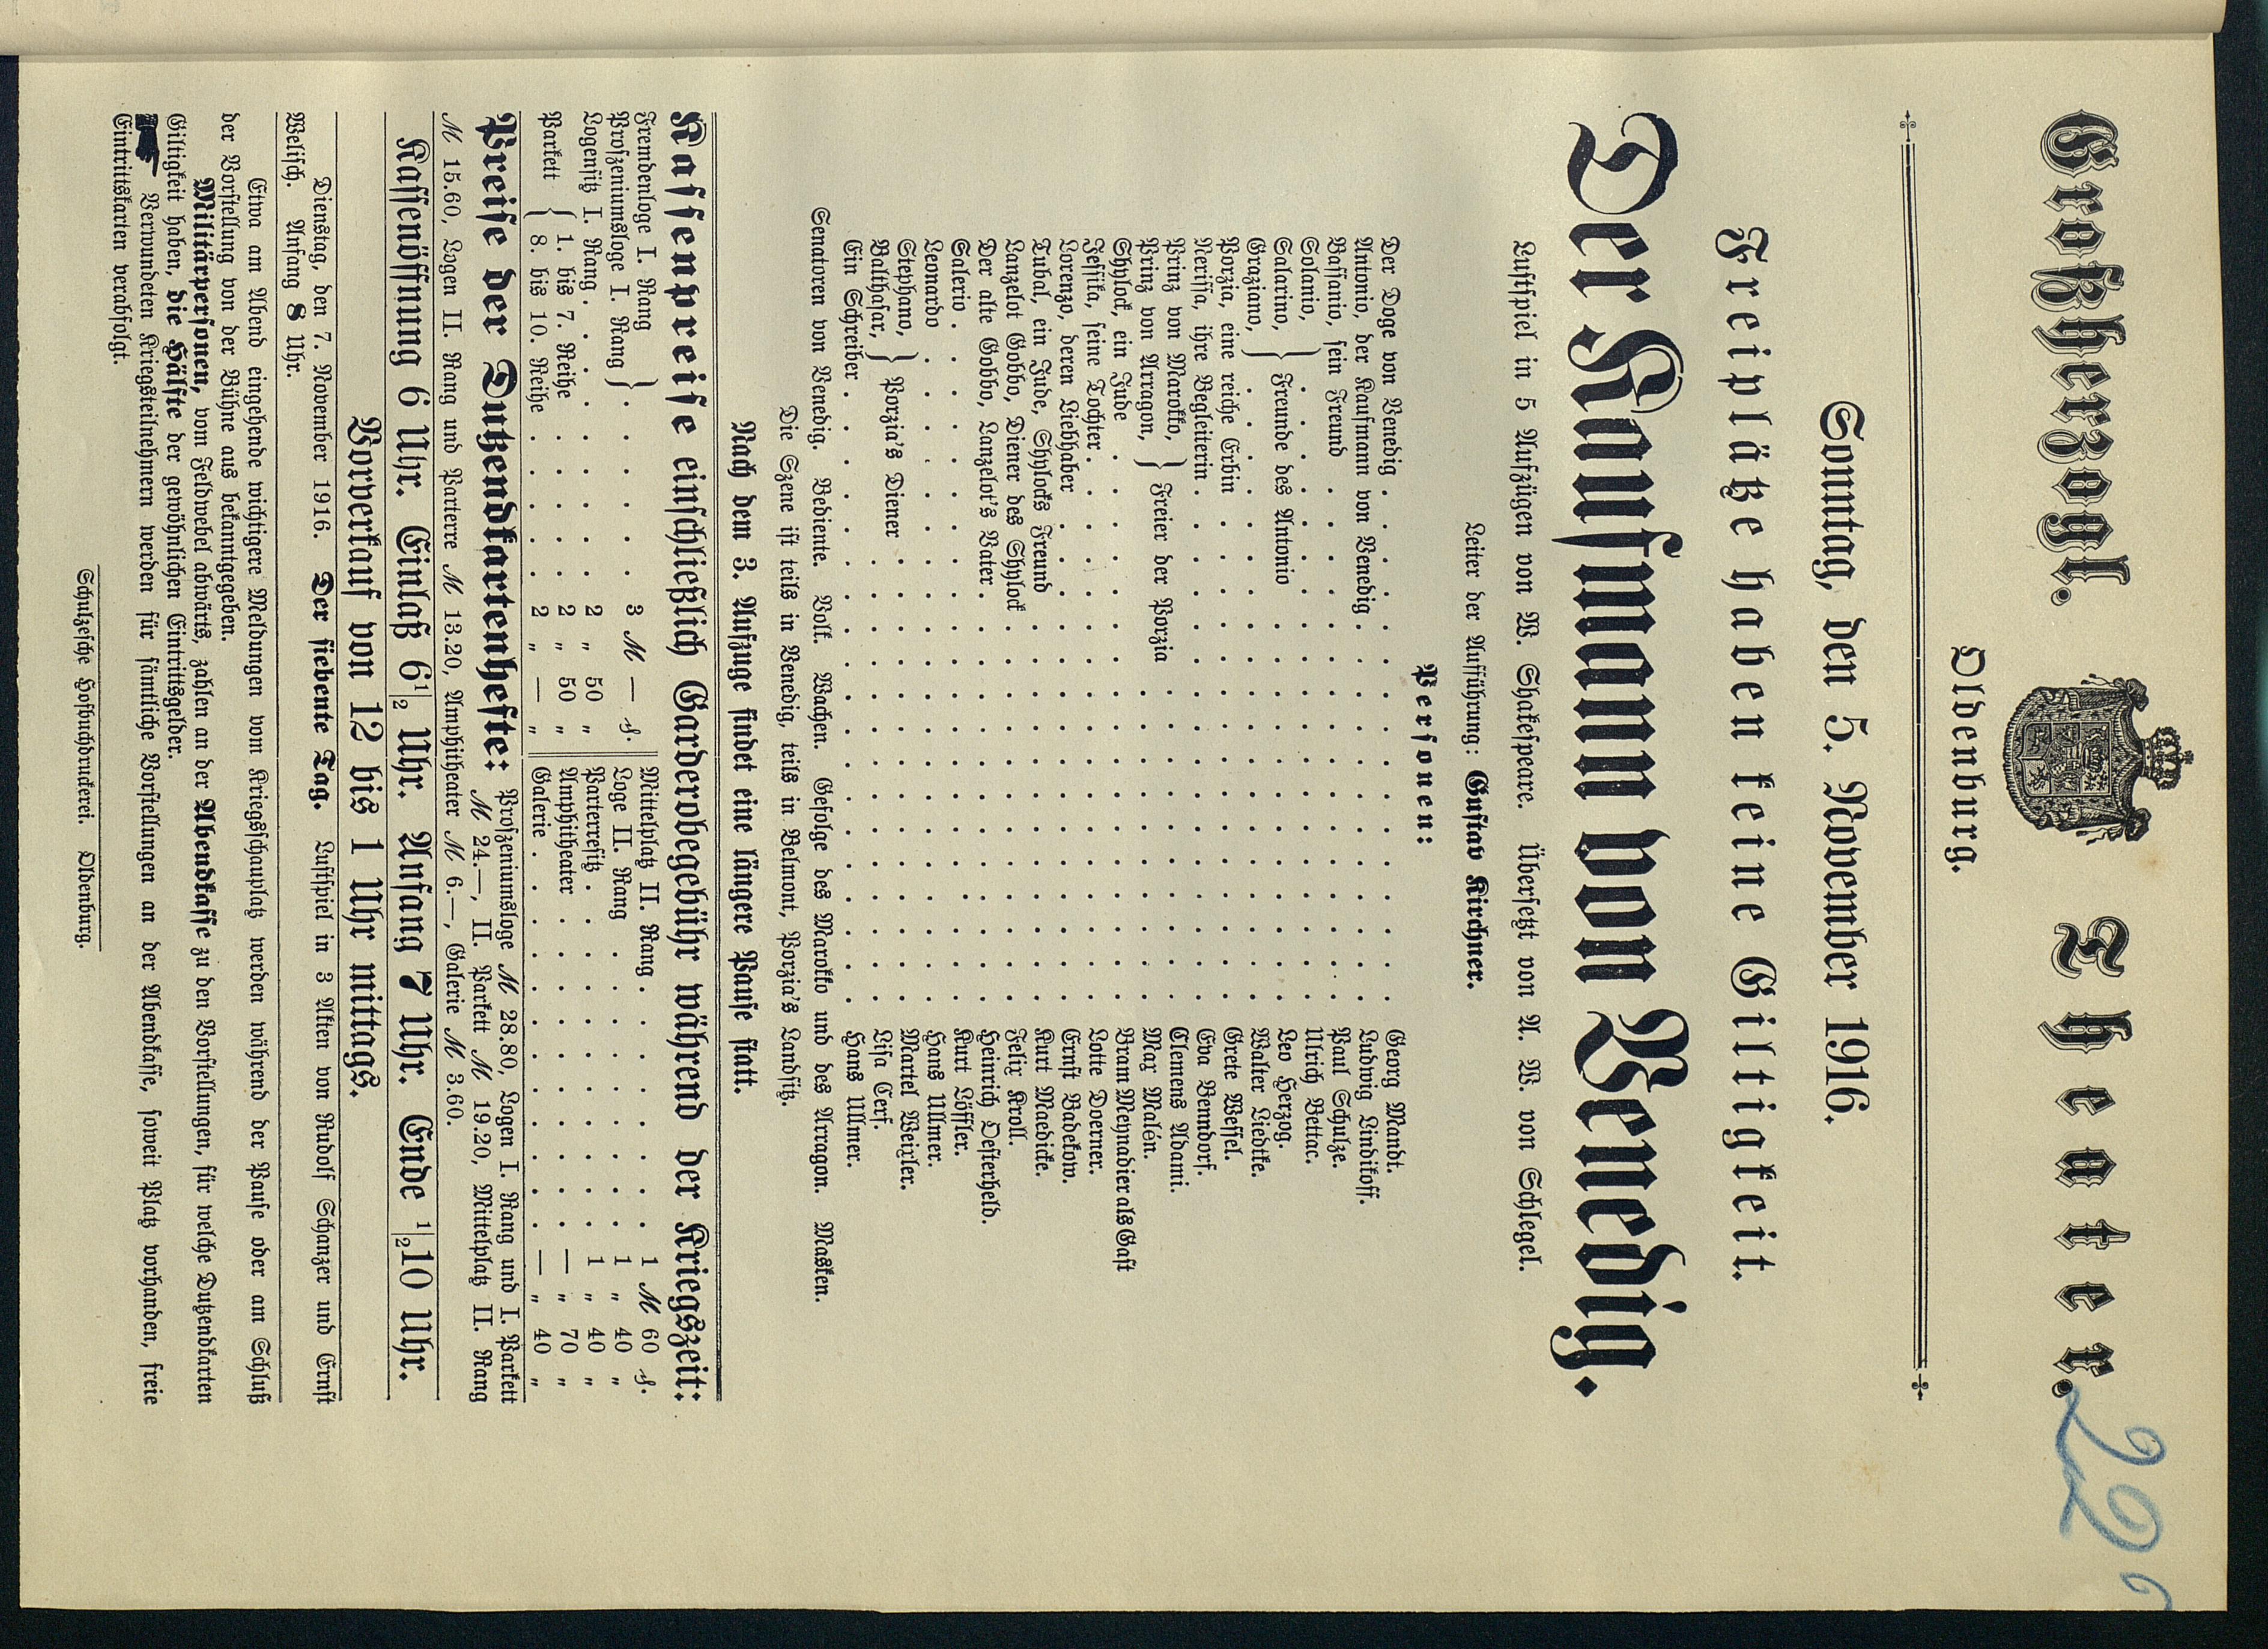 Großherzogl. Theater.
Oldenburg.
Sonntag, den 5. November 1916.
Freiplätze haben keine Giltigkeit.
Der Kaufmann von Venedig.
Lustspiel in 5 Aufzügen von W. Shakespeare. Übersetzt von A. W. von Schlegel.
Leiter der Aufführung: Gustav Kirchner.
Personen:
Der Doge von Venedig . . . . Georg Mandt.
Antonio, der Kaufmann von Venedig . . . . Ludwig Lindikoff.
Bassanio, sein Freund . . . . Paul Schulze.
Solanio, . . . . Ulrich Bettac.
Salarino, } Freunde des Antonio . . . . Leo Herzog.
Graziano, . . . . Walter Liedtke.
Porzia, eine reiche Erbin . . . . Grete Wessel.
Nerissa, ihre Begleiterin . . . . Eva Benndorf.
Prinz von Marokko, } Freier der Porzia . . . . Clemens Adami.
Prinz von Arragon, . . . . Max Malén.
Shylock, ein Jude . . . . Bram Meynadier als Gast
Jessika, seine Tochter . . . . Lotte Doerner.
Lorenzo, deren Liebhaber . . . . Ernst Badekow.
Tubal, ein Jude, Shylocks Freund . . . . Kurt Maedicke.
Lanzelot Gobbo, Diener des Shylock . . . . Felix Kroll.
Der alte Gobbo, Lanzelot's Vater . . . . Heinrich Oesterheld.
Salerio . . . . Kurt Löffler.
Leonardo . . . . Hans Ullmer.
Stephano, } Porzia's Diener . . . . Martel Weixler.
Balthasar, . . . . Lisa Cerf.
Ein Schreiber . . . . Hans Ullmer.
Senatoren von Venedig. Bediente. Volk. Wachen. Gefolge des Marokko und des Arragon. Masken.
Die Szene ist teils in Venedig, teils in Belmont, Porzia's Landsitz.
Nach dem 3. Aufzuge findet eine längere Pause statt.
Kassenpreise einschließlich Garderobegebühr während der Kriegszeit:
Fremdenloge I. Rang } . . . . 3 ℳ — ₰. Mittelplatz II. Rang . . . . 1 ℳ 60 ₰.
Proszeniumsloge I. Rang Loge II. Rang . . . . 1 „ 40 „
Logensitz I. Rang . . . . 2 „ 50 „ Parterresitz . . . . 1 „ 40 „
Parkett { 1. bis 7. Reihe . . . . 2 „ 50 „ Amphitheater . . . . — „ 70 „
8. bis 10. Reihe . . . . 2 „ — „ Galerie . . . . — „ 40 „
Preise der Dutzendkartenhefte: Proszeniumsloge ℳ 28.80, Logen I. Rang und I. Parkett
ℳ 24.—, II. Parkett ℳ 19.20, Mittelplatz II. Rang
ℳ 15.60, Logen II. Rang und Parterre ℳ 13.20, Amphitheater ℳ 6.—, Galerie ℳ 3.60.
Kassenöffnung 6 Uhr. Einlaß 6½ Uhr. Anfang 7 Uhr. Ende ½10 Uhr.
Vorverkauf von 12 bis 1 Uhr mittags.
Dienstag, den 7. November 1916. Der siebente Tag. Lustspiel in 3 Akten von Rudolf Schanzer und Ernst
Welisch. Anfang 8 Uhr.
Etwa am Abend eingehende wichtigere Meldungen vom Kriegsschauplatz werden während der Pause oder am Schluß
der Vorstellung von der Bühne aus bekanntgegeben.
Militärpersonen, vom Feldwebel abwärts, zahlen an der Abendkasse zu den Vorstellungen, für welche Dutzendkarten
Giltigkeit haben, die Hälfte der gewöhnlichen Eintrittsgelder.
Verwundeten Kriegsteilnehmern werden für sämtliche Vorstellungen an der Abendkasse, soweit Platz vorhanden, freie
Eintrittskarten verabfolgt.
Schulzesche Hofbuchdruckerei. Oldenburg.